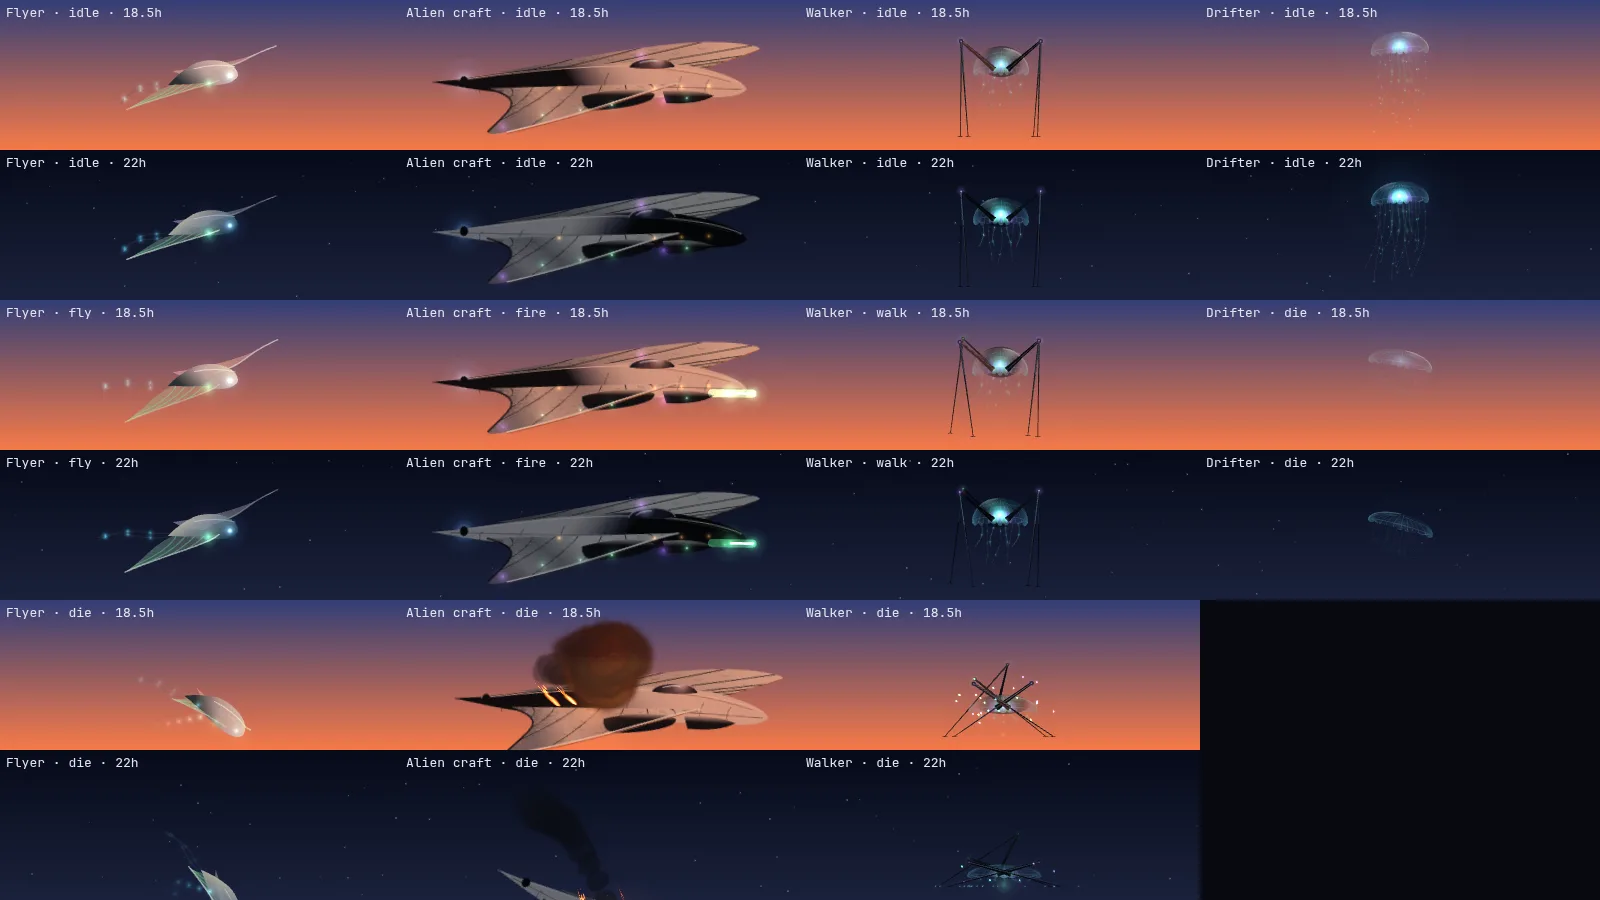 Flyer · idle · 18.5h
Alien craft · idle · 18.5h
Walker · idle · 18.5h
Drifter · idle · 18.5h
Flyer · idle · 22h
Alien craft · idle · 22h
Walker · idle · 22h
Drifter · idle · 22h
Flyer · fly · 18.5h
Alien craft · fire · 18.5h
Walker · walk · 18.5h
Drifter · die · 18.5h
Flyer · fly · 22h
Alien craft · fire · 22h
Walker · walk · 22h
Drifter · die · 22h
Flyer · die · 18.5h
Alien craft · die · 18.5h
Walker · die · 18.5h
Flyer · die · 22h
Alien craft · die · 22h
Walker · die · 22h